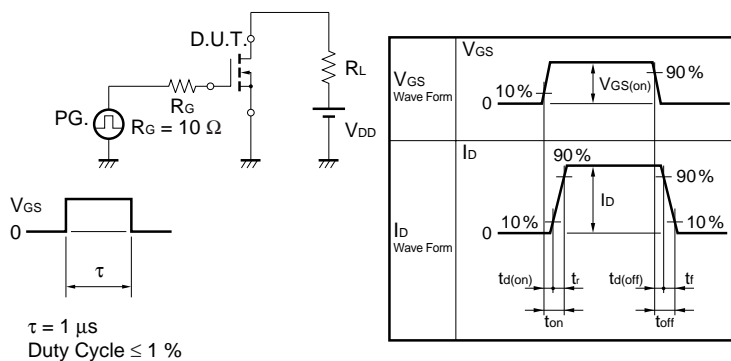 D.U.T.
RL
RG
PG.
RG = 10 Ω
VDD
VGS
0
τ
τ = 1 µs
Duty Cycle ≤ 1 %
VGS
Wave Form
VGS
10 %
VGS(on)
90 %
0
ID
Wave Form
ID
90 %
90 %
10 %
ID
10 %
0
td(on)
tr
td(off)
tf
ton
toff